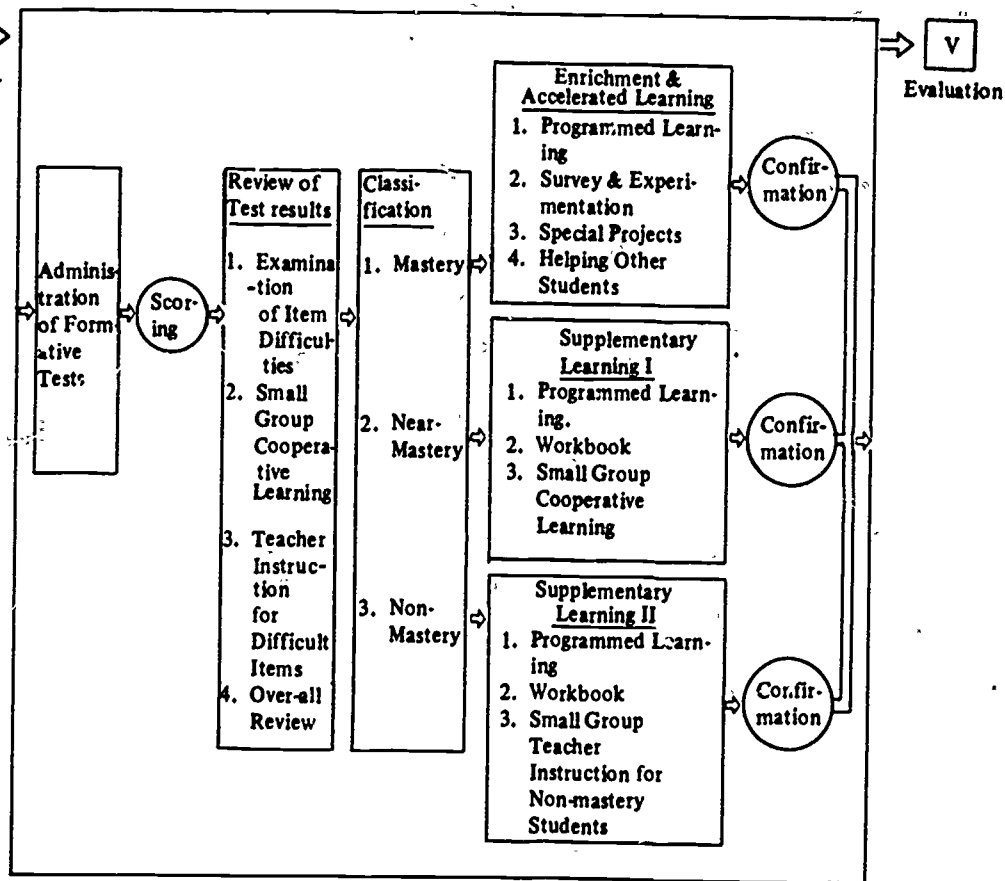 Adminis-
tration
of Form-
ative
Tests
Scor-
ing
Review of
Test results
1. Examina
-tion
of Item
Difficul-
ties
2. Small
Group
Coopera-
tive
Learning
3. Teacher
Instruc-
tion
for
Difficult
Items
4. Over-all
Review
Classi-
fication
1. Mastery
2. Near-
Mastery
3. Non-
Mastery
Enrichment &
Accelerated Learning
1. Programmed Learn-
ing
2. Survey & Experi-
mentation
3. Special Projects
4. Helping Other
Students
Confir-
mation
Supplementary
Learning I
1. Programmed Learn-
ing.
2. Workbook
3. Small Group
Cooperative
Learning
Confir-
mation
Supplementary
Learning II
1. Programmed Learn-
ing
2. Workbook
3. Small Group
Teacher
Instruction for
Non-mastery
Students
Confir-
mation
V
Evaluation